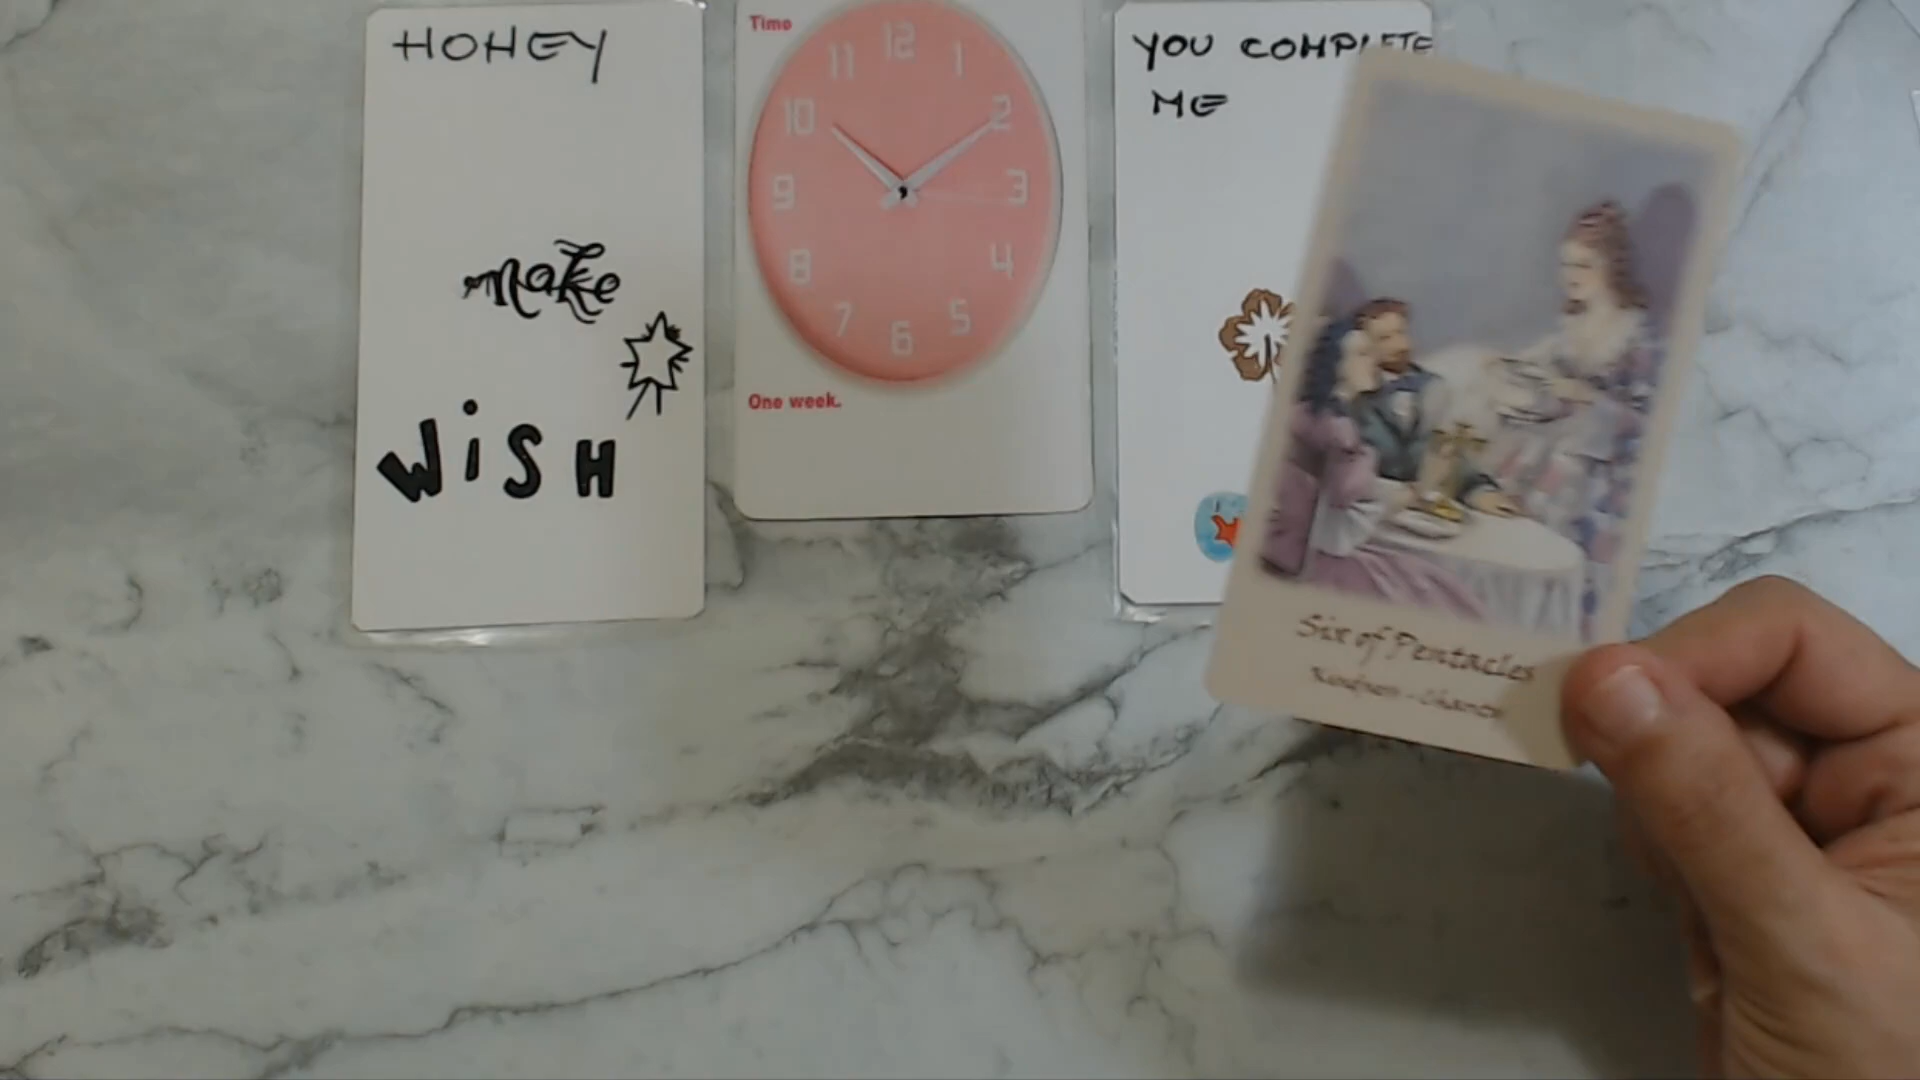 HONEY
make
WiSH
Time
12
11
1
10
2
9
3
8
4
7
5
6
One week.
YOU COMPLETE
ME
Six of Pentacles